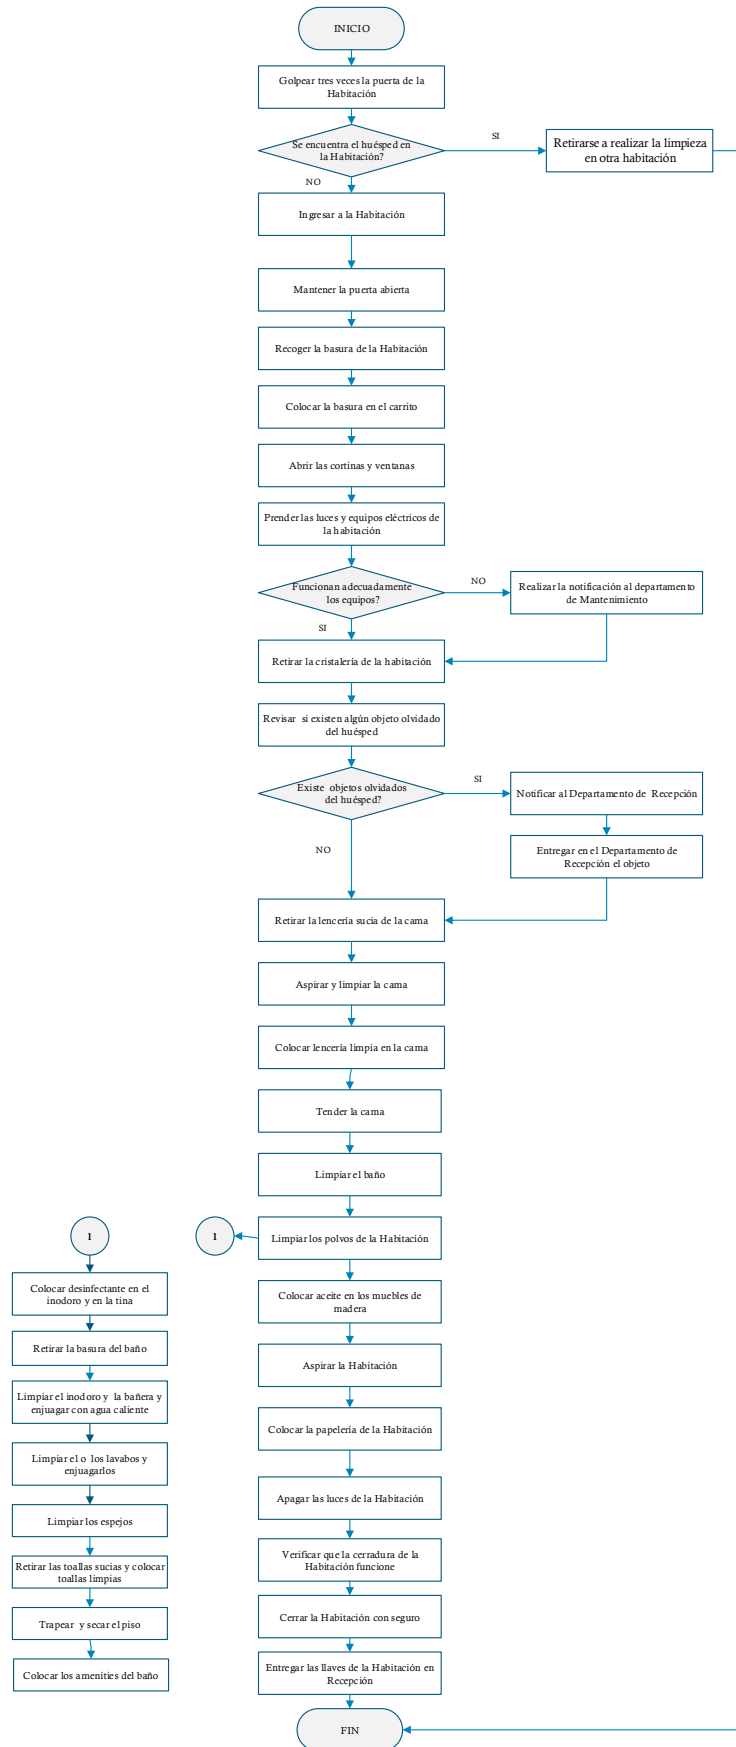 INICIO
Golpear tres veces la puerta de la
Habitación
Se encuentra el huésped en
la Habitación?
SI
Retirarse a realizar la limpieza
en otra habitación
NO
Ingresar a la Habitación
Mantener la puerta abierta
Recoger la basura de la Habitación
Colocar la basura en el carrito
Abrir las cortinas y ventanas
Prender las luces y equipos eléctricos de
la habitación
Funcionan adecuadamente
los equipos?
NO
Realizar la notificación al departamento
de Mantenimiento
SI
Retirar la cristalería de la habitación
Revisar si existen algún objeto olvidado
del huésped
Existe objetos olvidados
del huésped?
SI
Notificar al Departamento de Recepción
Entregar en el Departamento de
Recepción el objeto
NO
Retirar la lencería sucia de la cama
Aspirar y limpiar la cama
Colocar lencería limpia en la cama
Tender la cama
Limpiar el baño
Limpiar los polvos de la Habitación
1
Colocar aceite en los muebles de
madera
Aspirar la Habitación
Colocar la papelería de la Habitación
Apagar las luces de la Habitación
Verificar que la cerradura de la
Habitación funcione
Cerrar la Habitación con seguro
Entregar las llaves de la Habitación en
Recepción
FIN
1
Colocar desinfectante en el
inodoro y en la tina
Retirar la basura del baño
Limpiar el inodoro y la bañera y
enjuagar con agua caliente
Limpiar el o los lavabos y
enjuagarlos
Limpiar los espejos
Retirar las toallas sucias y colocar
toallas limpias
Trapear y secar el piso
Colocar los amenities del baño